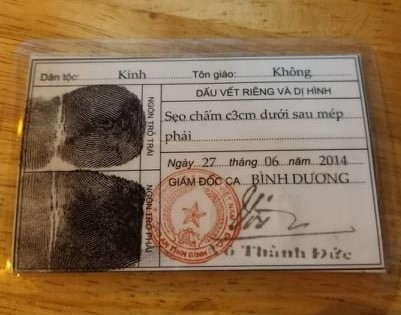 Dân tộc: Kinh Tôn giáo: Không
DẤU VẾT RIÊNG VÀ DỊ HÌNH
NGÓN TRỎ TRÁI
Sẹo chấm c3cm dưới sau mép
phải
Ngày 27 tháng 06 năm 2014
NGÓN TRỎ PHẢI
GIÁM ĐỐC CA BÌNH DƯƠNG
Thành Đức